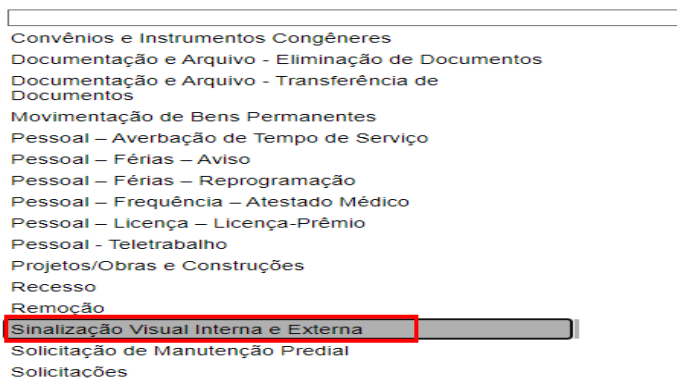 Convênios e Instrumentos Congêneres
Documentação e Arquivo - Eliminação de Documentos
Documentação e Arquivo - Transferência de
Documentos
Movimentação de Bens Permanentes
Pessoal – Averbação de Tempo de Serviço
Pessoal – Férias – Aviso
Pessoal – Férias – Reprogramação
Pessoal – Frequência – Atestado Médico
Pessoal – Licença – Licença-Prêmio
Pessoal - Teletrabalho
Projetos/Obras e Construções
Recesso
Remoção
Sinalização Visual Interna e Externa
Solicitação de Manutenção Predial
Solicitações